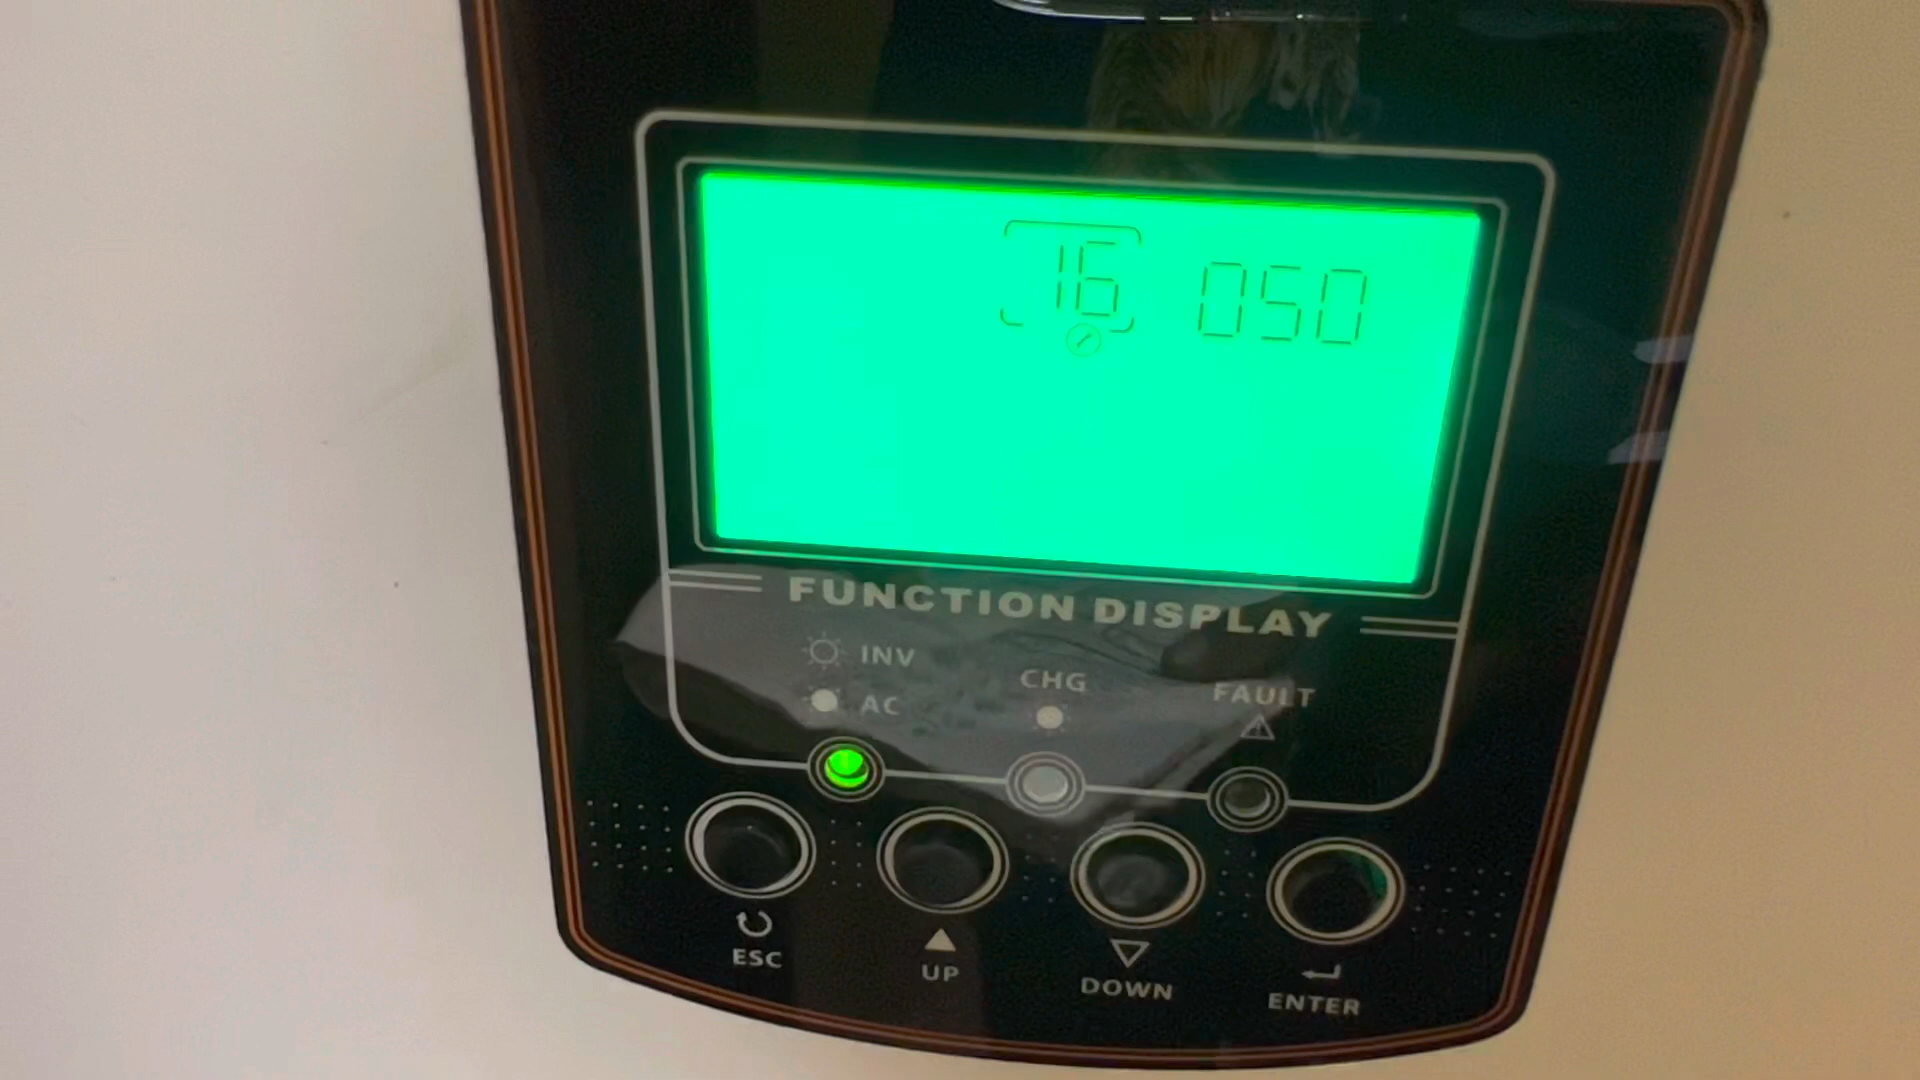 16 050
FUNCTION DISPLAY
INV
AC
CHG
FAULT
ESC
UP
DOWN
ENTER